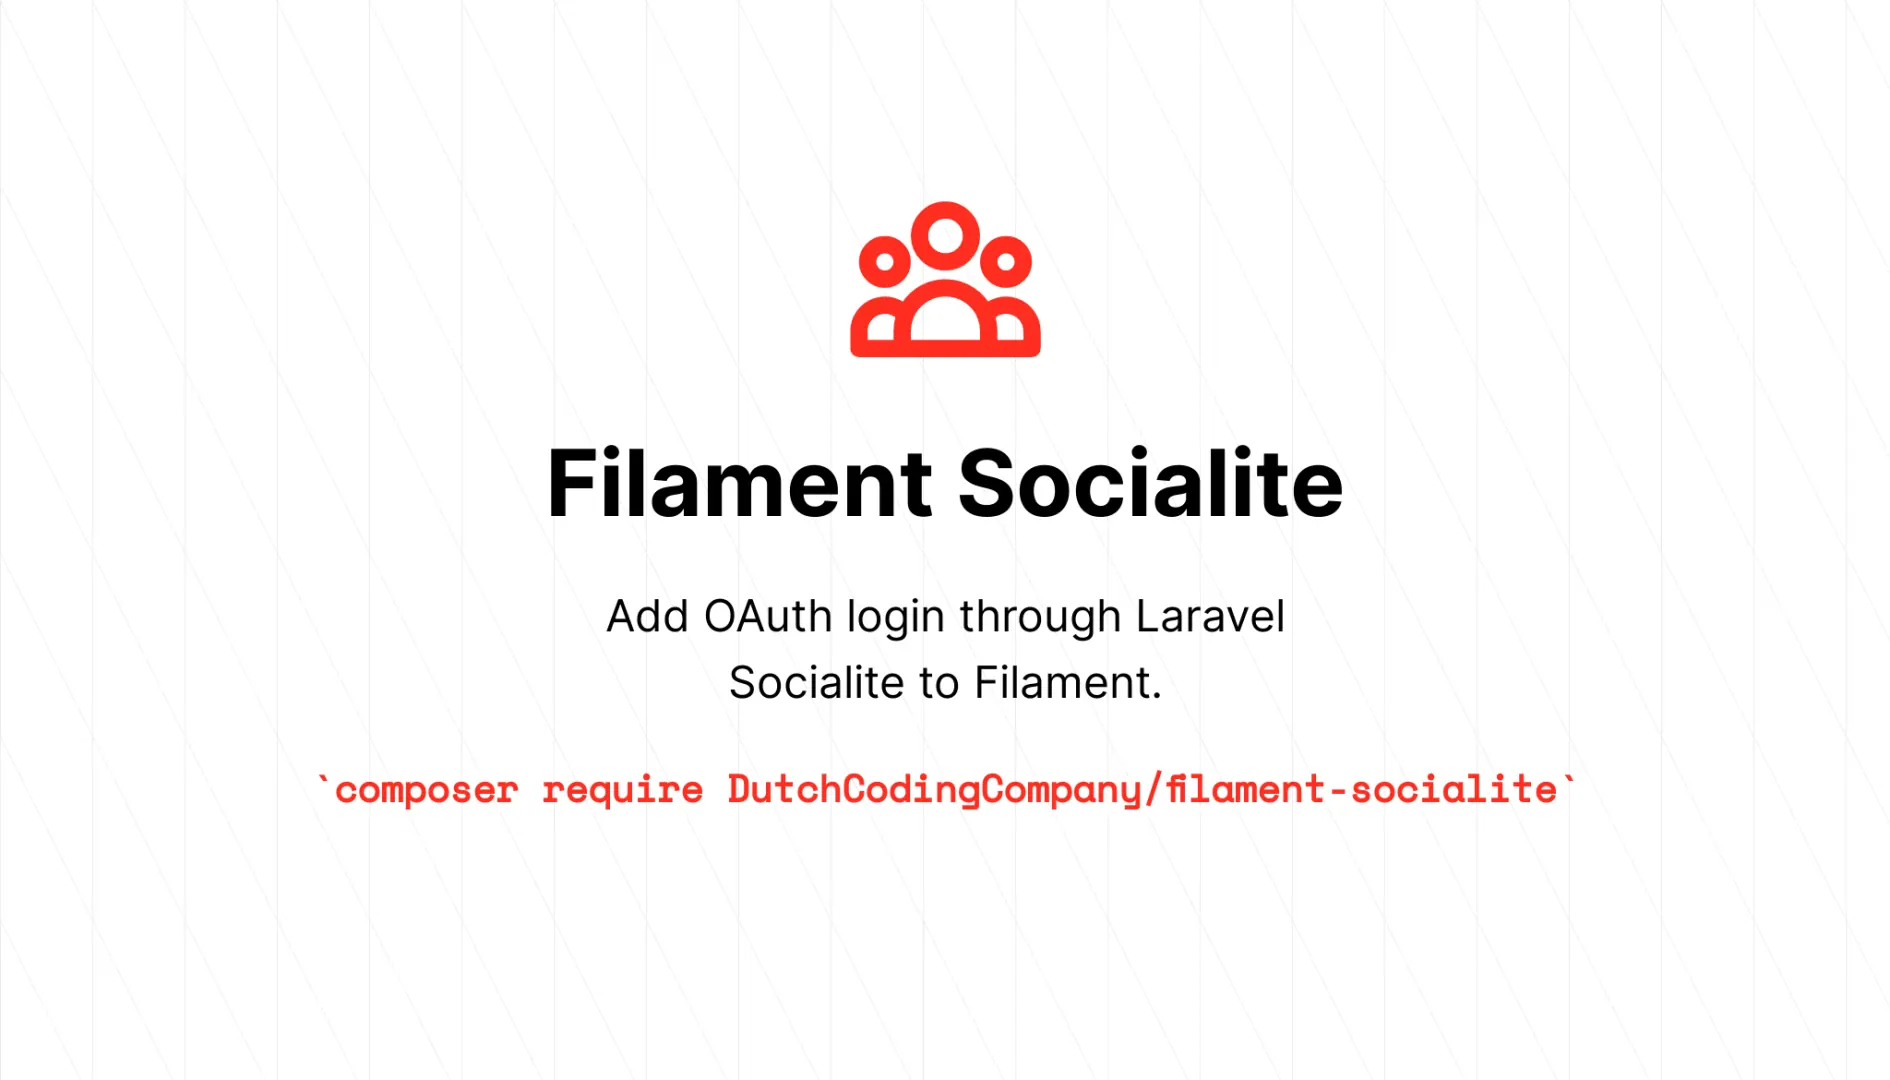 Filament Socialite
Add OAuth login through Laravel
Socialite to Filament.
`composer require DutchCodingCompany/filament-socialite`